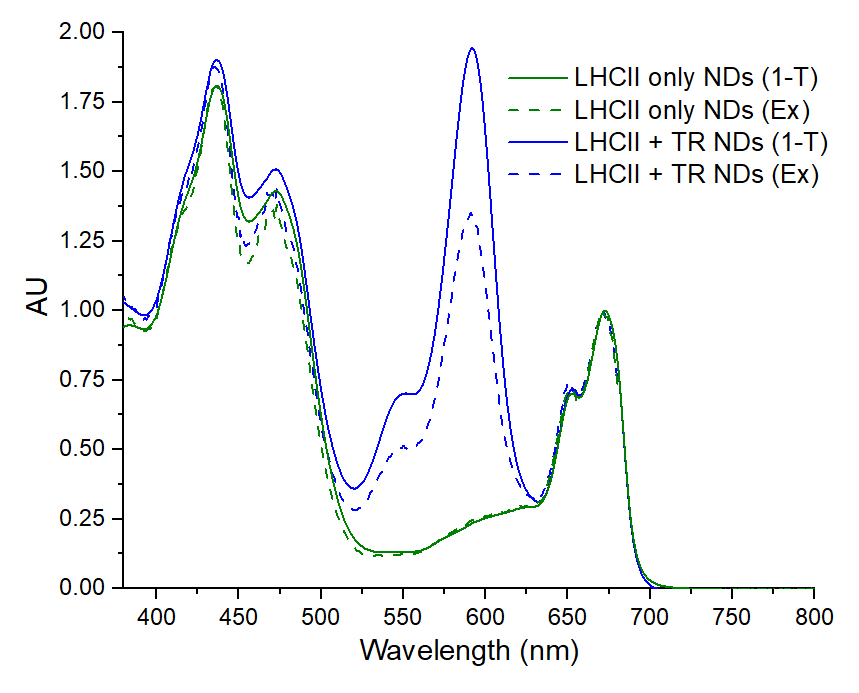 2.00
1.75
1.50
1.25
1.00
0.75
0.50
0.25
0.00
AU
LHCII only NDs (1-T)
LHCII only NDs (Ex)
LHCII + TR NDs (1-T)
LHCII + TR NDs (Ex)
400 450 500 550 600 650 700 750 800
Wavelength (nm)